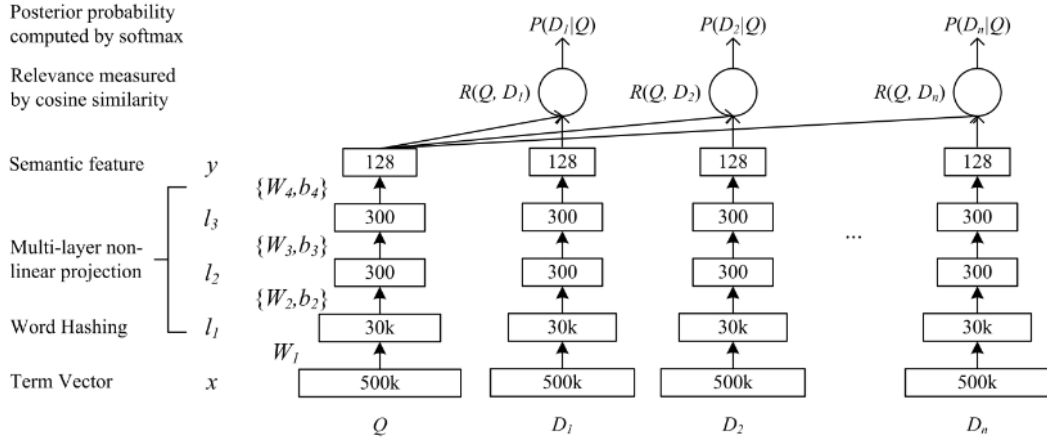 Posterior probability
computed by softmax
P(D₁|Q) P(D₂|Q) P(Dₙ|Q)
Relevance measured
by cosine similarity
R(Q, D₁) R(Q, D₂) R(Q, Dₙ)
Semantic feature y 128 128 128 128
{W₄,b₄}
l₃ 300 300 300 300
Multi-layer non-
linear projection
{W₃,b₃} ...
l₂ 300 300 300 300
{W₂,b₂}
Word Hashing l₁ 30k 30k 30k 30k
W₁
Term Vector x 500k 500k 500k 500k
Q D₁ D₂ Dₙ